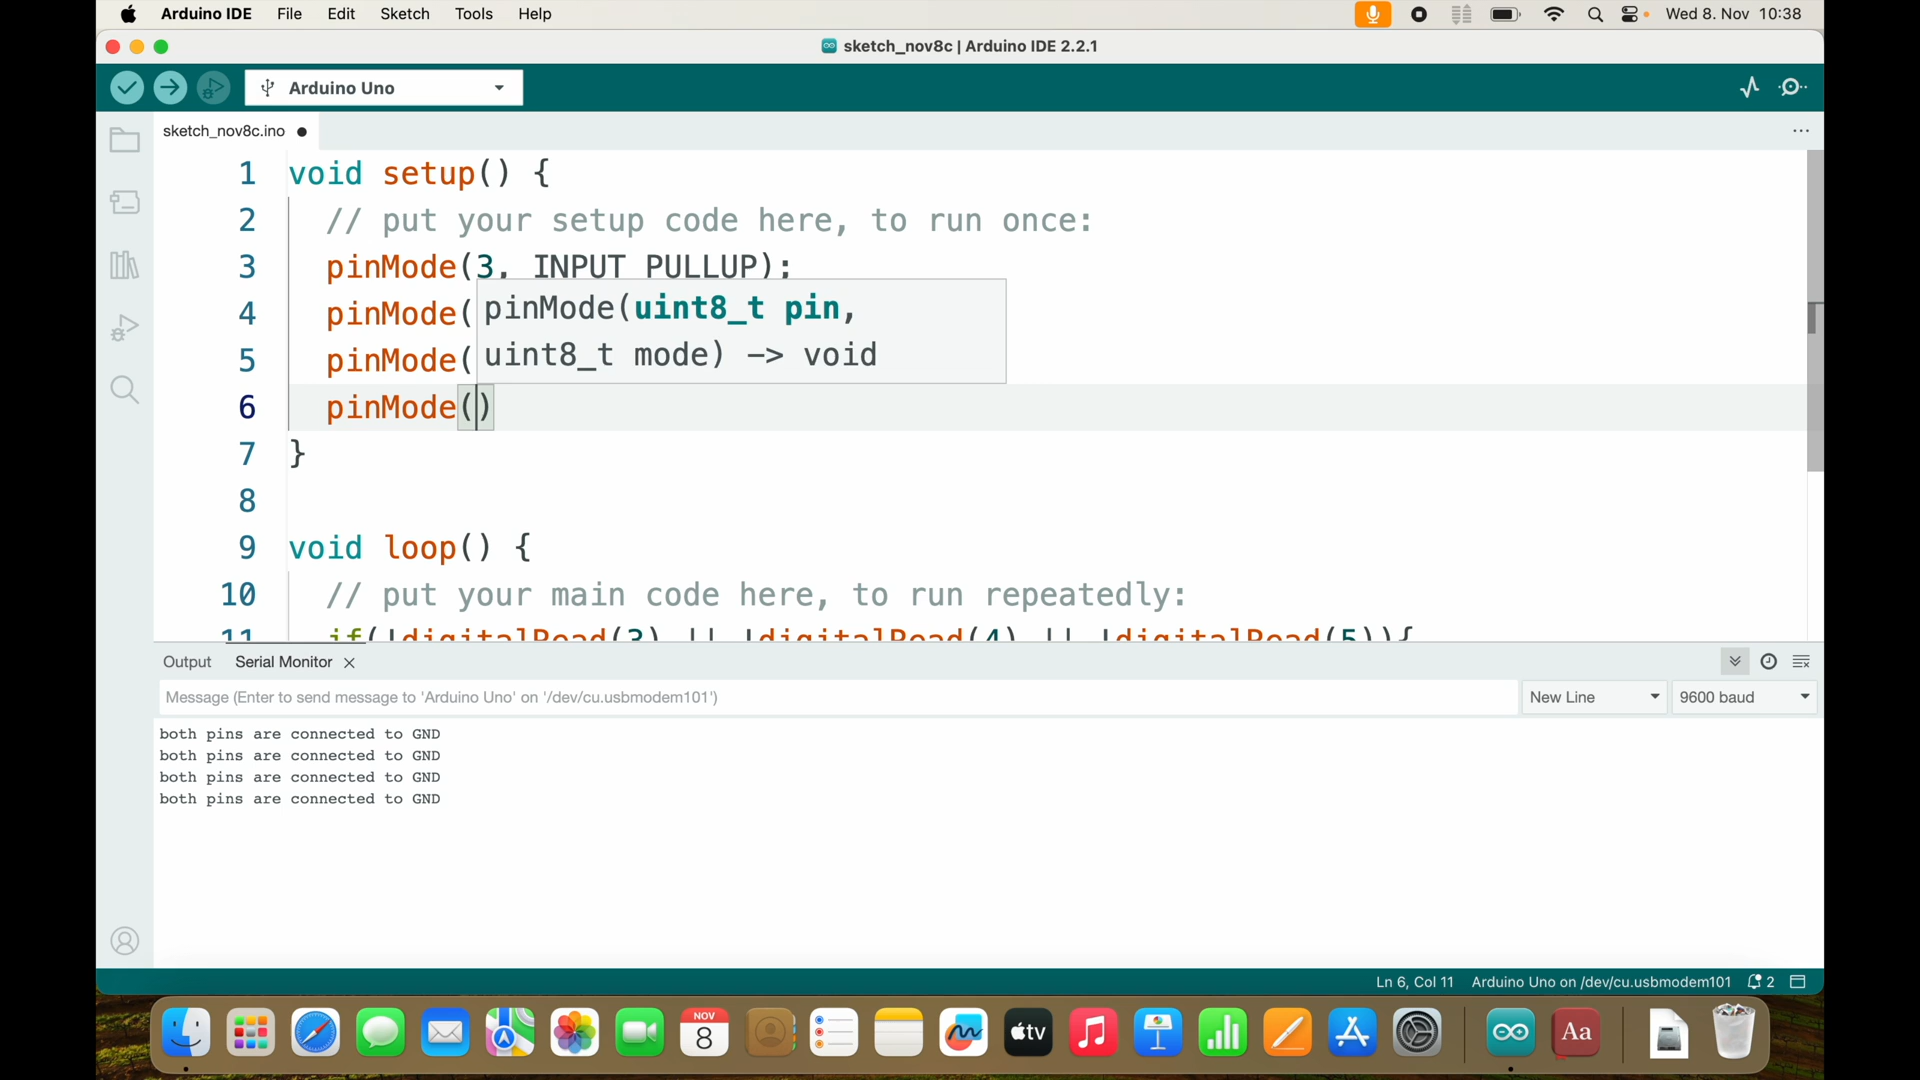 Arduino IDE File Edit Sketch Tools Help Wed 8. Nov 10:38
sketch_nov8c | Arduino IDE 2.2.1
Arduino Uno
sketch_nov8c.ino
1 void setup() {
2 // put your setup code here, to run once:
3 pinMode(3, INPUT_PULLUP);
4 pinMode(
pinMode(uint8_t pin,
5 pinMode(
uint8_t mode) -> void
6 pinMode()
7 }
8
9 void loop() {
10 // put your main code here, to run repeatedly:
11 if(!digitalRead(3) || !digitalRead(4) || !digitalRead(5)){
Output Serial Monitor
Message (Enter to send message to 'Arduino Uno' on '/dev/cu.usbmodem101') New Line 9600 baud
both pins are connected to GND
both pins are connected to GND
both pins are connected to GND
both pins are connected to GND
Ln 6, Col 11 Arduino Uno on /dev/cu.usbmodem101 2
NOV
8
tv
Aa